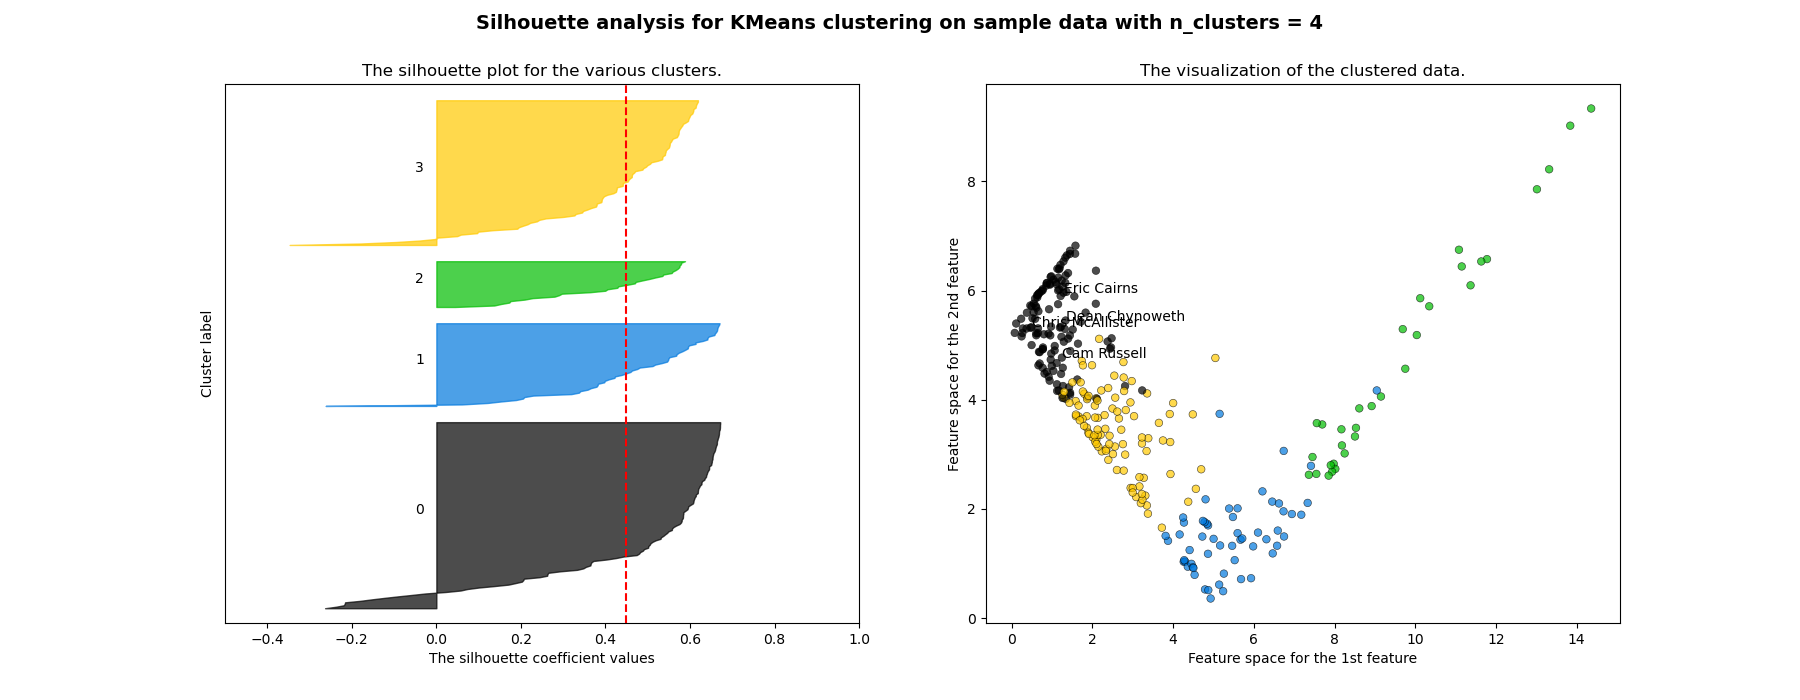 Silhouette analysis for KMeans clustering on sample data with n_clusters = 4
The silhouette plot for the various clusters.
3
2
1
0
Cluster label
−0.4 −0.2 0.0 0.2 0.4 0.6 0.8 1.0
The silhouette coefficient values
The visualization of the clustered data.
8
6
4
2
0
Feature space for the 2nd feature
Eric Cairns
Dean Chynoweth
Chris McAllister
Cam Russell
0 2 4 6 8 10 12 14
Feature space for the 1st feature